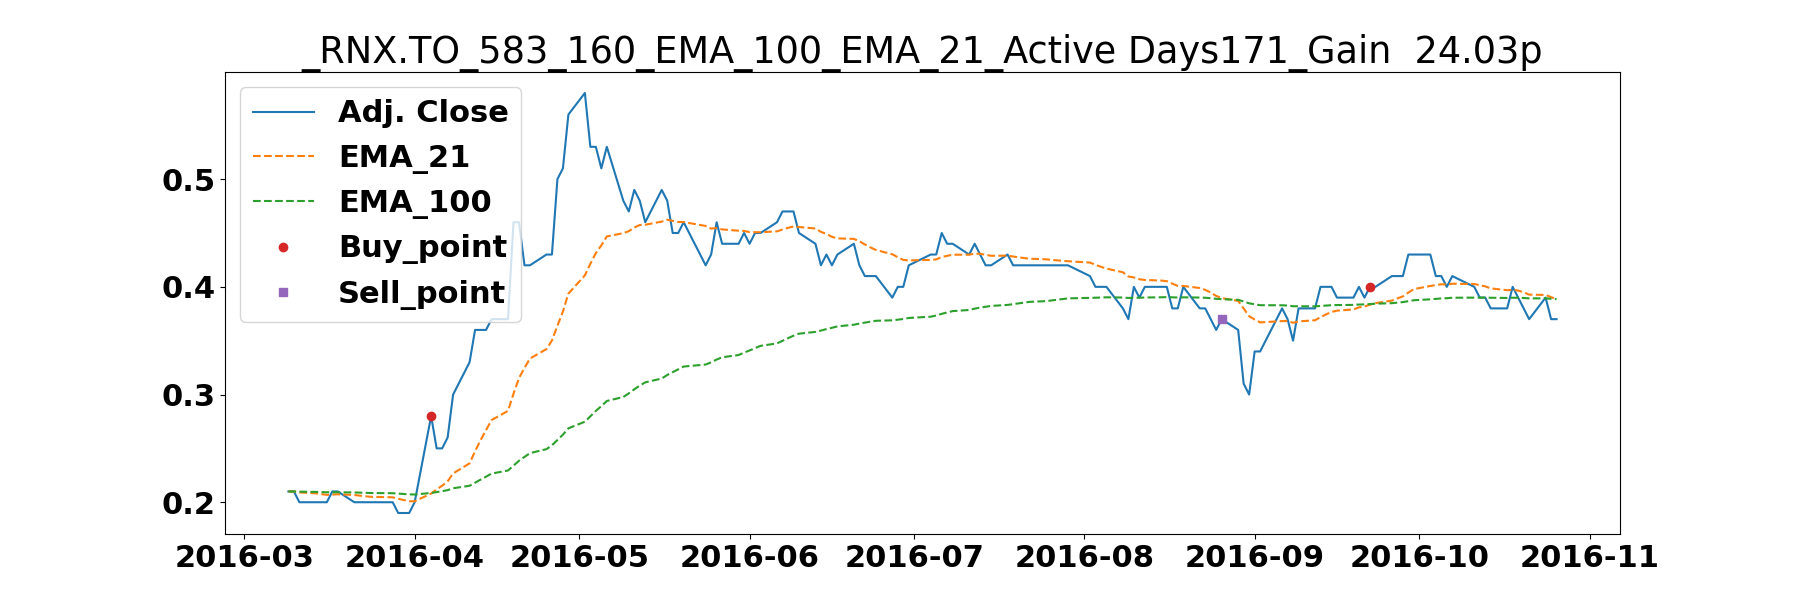 _RNX.TO_583_160_EMA_100_EMA_21_Active Days171_Gain  24.03p
Adj. Close
EMA_21
EMA_100
Buy_point
Sell_point
0.5
0.4
0.3
0.2
2016-03 2016-04 2016-05 2016-06 2016-07 2016-08 2016-09 2016-10 2016-11